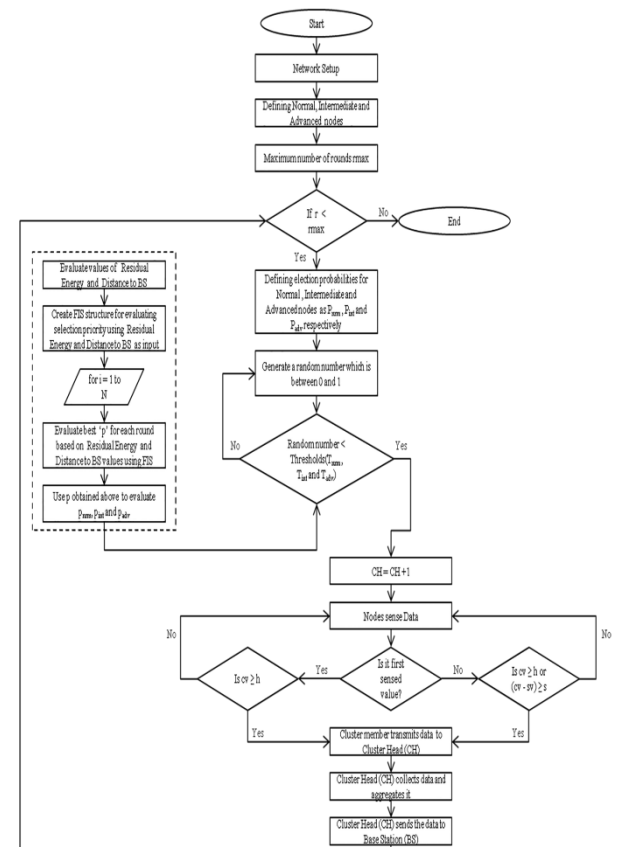 Start
Network Setup
Defining Normal, Intermediate and
Advanced nodes
Maximum number of rounds rmax
If r <
rmax
No
End
Yes
Evaluate values of Residual
Energy and Distance to BS
Create FIS structure for evaluating
selection priority using Residual
Energy and Distance to BS as input
for i = 1 to
N
Evaluate best 'p' for each round
based on Residual Energy and
Distance to BS values using FIS
Use p obtained above to evaluate
pnrm, pint and padv
Defining election probabilities for
Normal, Intermediate and
Advanced nodes as Pnrm, Pint and
Padv respectively
Generate a random number which is
between 0 and 1
No
Random number <
Thresholds(Tnrm,
Tint and Tadv)
Yes
CH = CH +1
Nodes sense Data
No
No
Is cv ≥ h
Yes
Is it first
sensed
value?
No
Is cv ≥ h or
(cv - sv) ≥ s
Yes
Yes
Cluster member transmits data to
Cluster Head (CH)
Cluster Head (CH) collects data and
aggregates it
Cluster Head (CH) sends the data to
Base Station (BS)